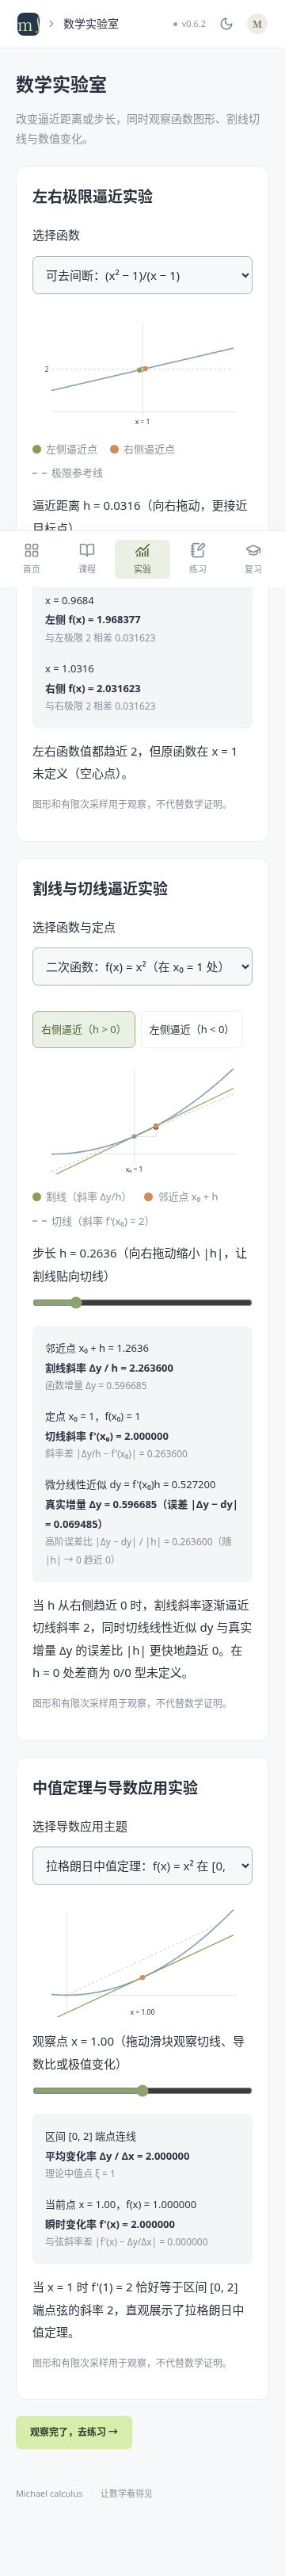 m∫
数学实验室
v0.6.2
M
数学实验室
改变逼近距离或步长，同时观察函数图形、割线切
线与数值变化。
左右极限逼近实验
选择函数
可去间断：(x² − 1)/(x − 1)
2
x = 1
左侧逼近点
右侧逼近点
极限参考线
逼近距离 h = 0.0316（向右拖动，更接近
目标点）
首页
课程
实验
练习
复习
x = 0.9684
左侧 f(x) = 1.968377
与左极限 2 相差 0.031623
x = 1.0316
右侧 f(x) = 2.031623
与右极限 2 相差 0.031623
左右函数值都趋近 2，但原函数在 x = 1
未定义（空心点）。
图形和有限次采样用于观察，不代替数学证明。
割线与切线逼近实验
选择函数与定点
二次函数：f(x) = x²（在 x₀ = 1 处）
右侧逼近（h > 0）
左侧逼近（h < 0）
x₀ = 1
割线（斜率 Δy/h）
邻近点 x₀ + h
切线（斜率 f'(x₀) = 2）
步长 h = 0.2636（向右拖动缩小 |h|，让
割线贴向切线）
邻近点 x₀ + h = 1.2636
割线斜率 Δy / h = 2.263600
函数增量 Δy = 0.596685
定点 x₀ = 1，f(x₀) = 1
切线斜率 f'(x₀) = 2.000000
斜率差 |Δy/h − f'(x₀)| = 0.263600
微分线性近似 dy = f'(x₀)h = 0.527200
真实增量 Δy = 0.596685（误差 |Δy − dy|
= 0.069485）
高阶误差比 |Δy − dy| / |h| = 0.263600（随
|h| → 0 趋近 0）
当 h 从右侧趋近 0 时，割线斜率逐渐逼近
切线斜率 2，同时切线线性近似 dy 与真实
增量 Δy 的误差比 |h| 更快地趋近 0。在
h = 0 处差商为 0/0 型未定义。
图形和有限次采样用于观察，不代替数学证明。
中值定理与导数应用实验
选择导数应用主题
拉格朗日中值定理：f(x) = x² 在 [0,
x = 1.00
观察点 x = 1.00（拖动滑块观察切线、导
数比或极值变化）
区间 [0, 2] 端点连线
平均变化率 Δy / Δx = 2.000000
理论中值点 ξ = 1
当前点 x = 1.00，f(x) = 1.000000
瞬时变化率 f'(x) = 2.000000
与弦斜率差 |f'(x) − Δy/Δx| = 0.000000
当 x = 1 时 f'(1) = 2 恰好等于区间 [0, 2]
端点弦的斜率 2，直观展示了拉格朗日中
值定理。
图形和有限次采样用于观察，不代替数学证明。
观察完了，去练习 →
Michael calculus · 让数学看得见